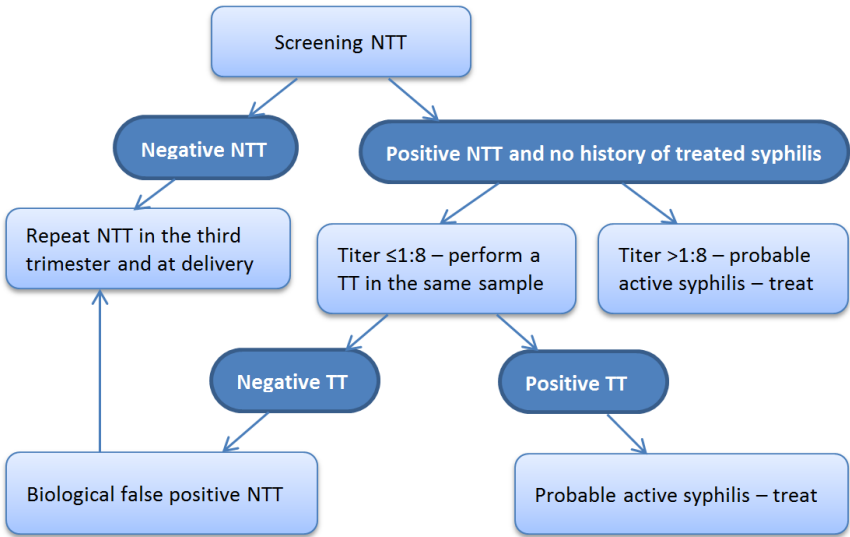 Screening NTT
Negative NTT
Positive NTT and no history of treated syphilis
Repeat NTT in the third
trimester and at delivery
Titer ≤1:8 – perform a
TT in the same sample
Titer >1:8 – probable
active syphilis – treat
Negative TT
Positive TT
Biological false positive NTT
Probable active syphilis – treat